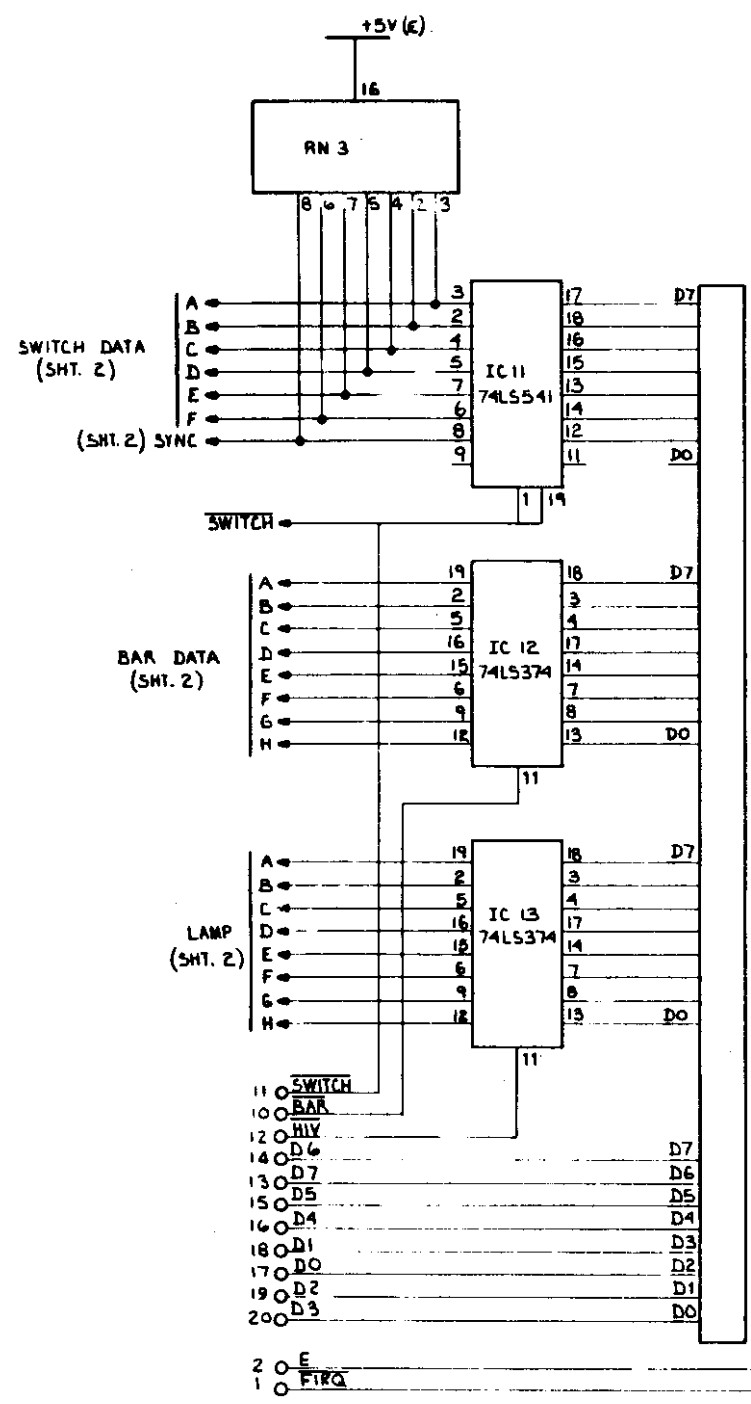 +5V (E)
16
RN 3
8 6 7 5 4 2 3
SWITCH DATA
(SHT. 2)
A 3 17 D7
B 2 18
C 4 16
D 5 15
E 7 13
F 6 14
(SHT. 2) SYNC 8 12
9 11 D0
IC 11
74LS541
1 19
SWITCH
BAR DATA
(SHT. 2)
A 19 18 D7
B 2 3
C 5 4
D 16 17
E 15 14
F 6 7
G 9 8
H 12 13 D0
IC 12
74LS374
11
LAMP
(SHT. 2)
A 19 18 D7
B 2 3
C 5 4
D 16 17
E 15 14
F 6 7
G 9 8
H 12 13 D0
IC 13
74LS374
11
11 SWITCH
10 BAR
12 HIV
14 D6 D7
13 D7 D6
15 D5 D5
16 D4 D4
18 D1 D3
17 D0 D2
19 D2 D1
20 D3 D0
2 E
1 FIRQ